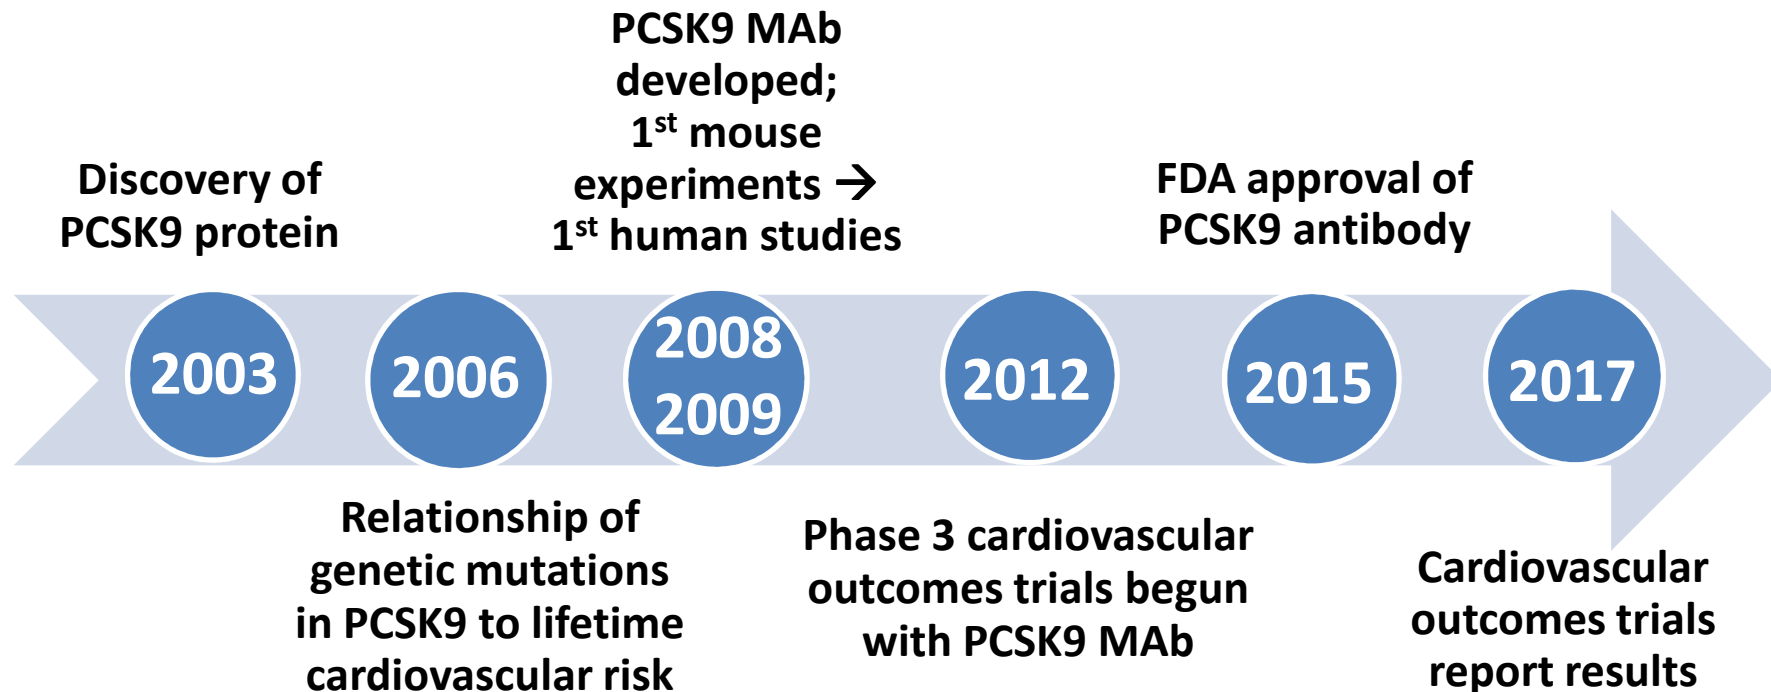 Discovery of
PCSK9 protein
2003
Relationship of
genetic mutations
in PCSK9 to lifetime
cardiovascular risk
2006
PCSK9 MAb
developed;
1st mouse
experiments →
1st human studies
2008
2009
Phase 3 cardiovascular
outcomes trials begun
with PCSK9 MAb
2012
FDA approval of
PCSK9 antibody
2015
Cardiovascular
outcomes trials
report results
2017